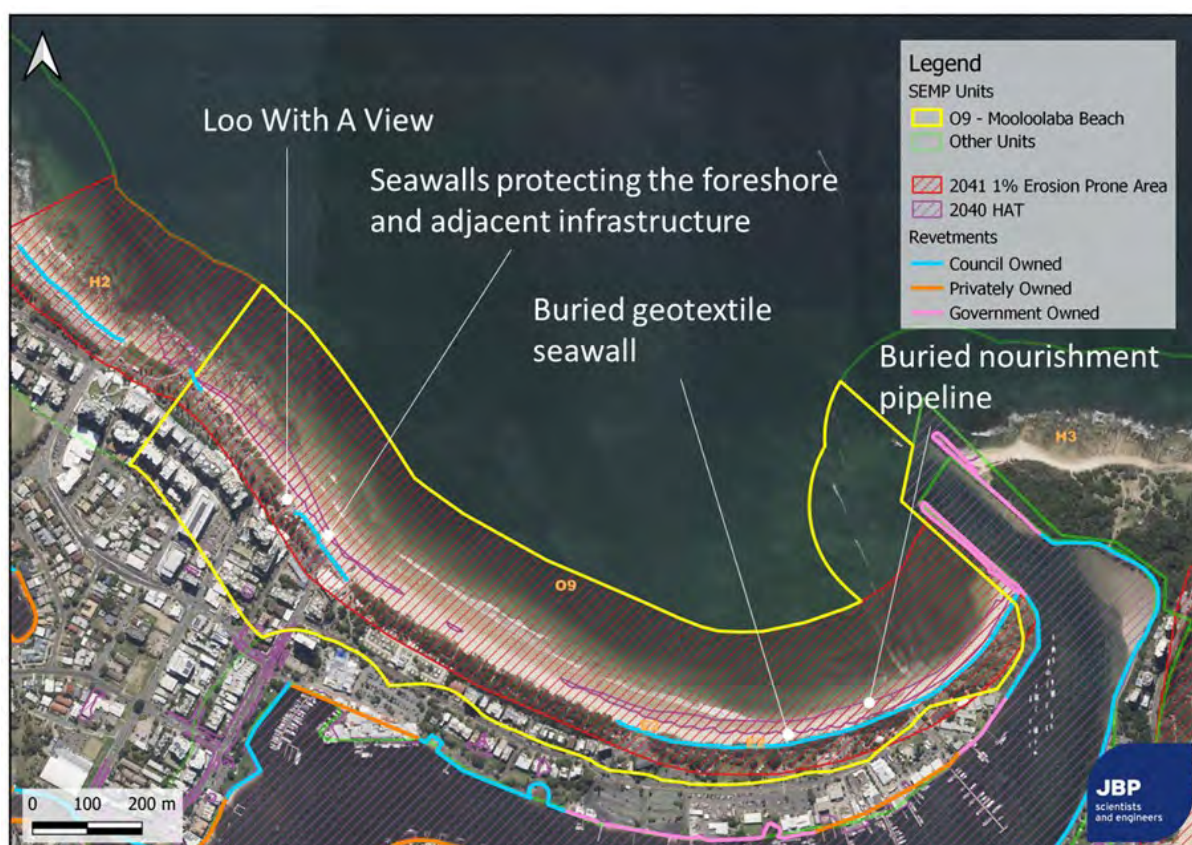 Loo With A View
Seawalls protecting the foreshore
and adjacent infrastructure
Buried geotextile
seawall
Buried nourishment
pipeline
Legend
SEMP Units
O9 - Mooloolaba Beach
Other Units
2041 1% Erosion Prone Area
2040 HAT
Revetments
Council Owned
Privately Owned
Government Owned
H2
O9
H3
0 100 200 m
JBP
scientists
and engineers